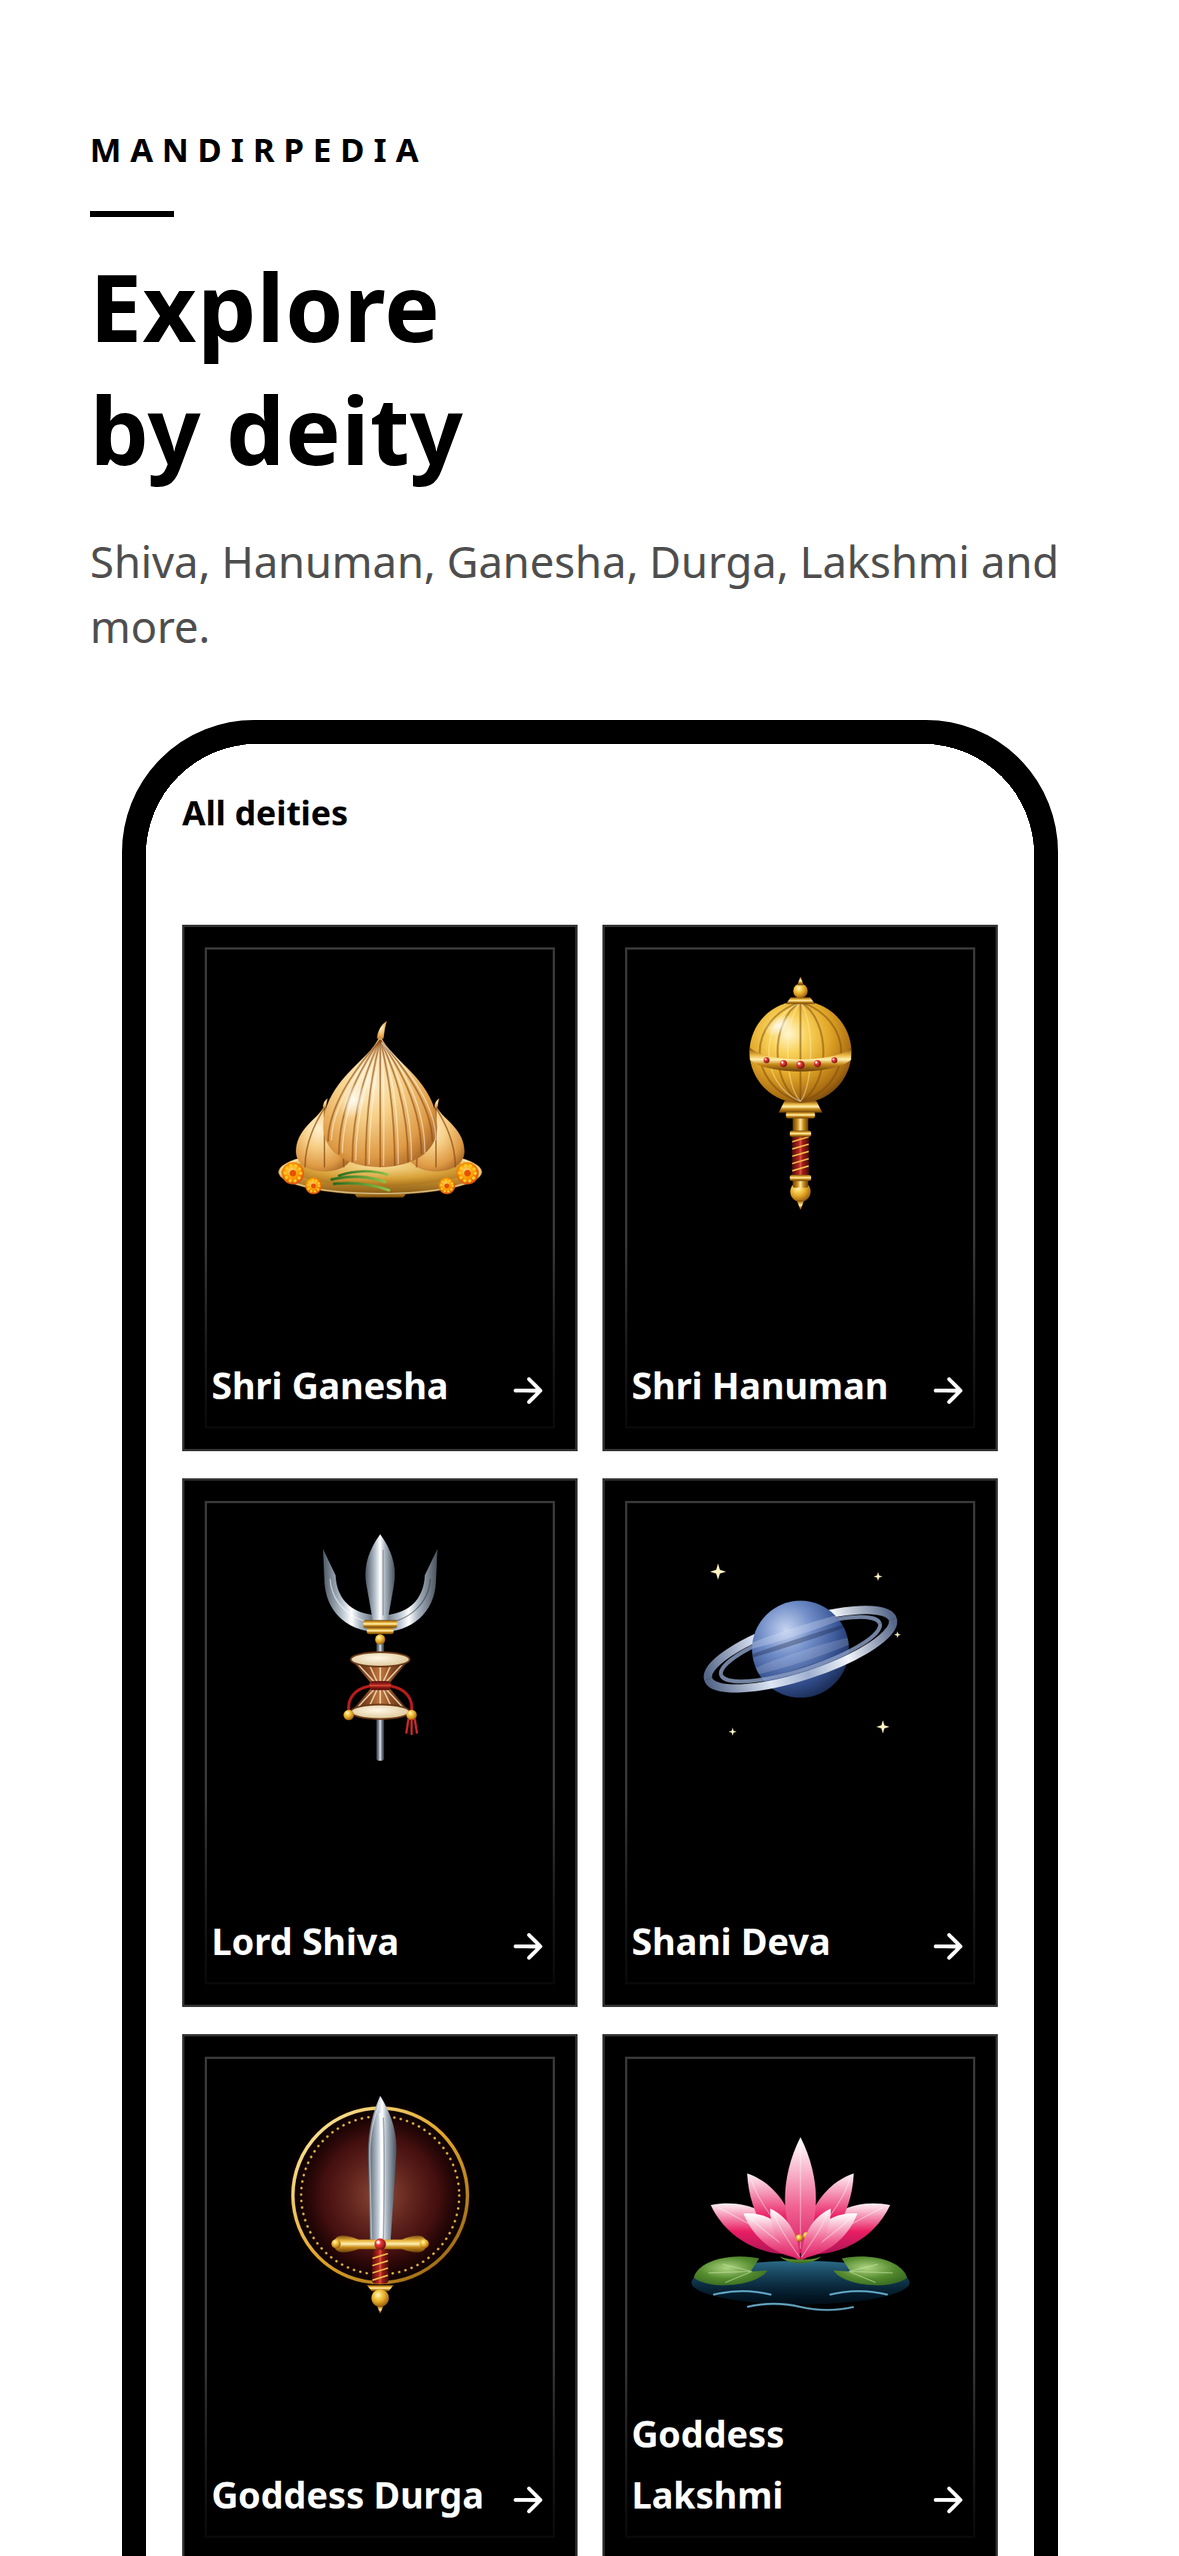 MANDIRPEDIA
Explore
by deity
Shiva, Hanuman, Ganesha, Durga, Lakshmi and
more.
All deities
Shri Ganesha
Shri Hanuman
Lord Shiva
Shani Deva
Goddess Durga
Goddess
Lakshmi